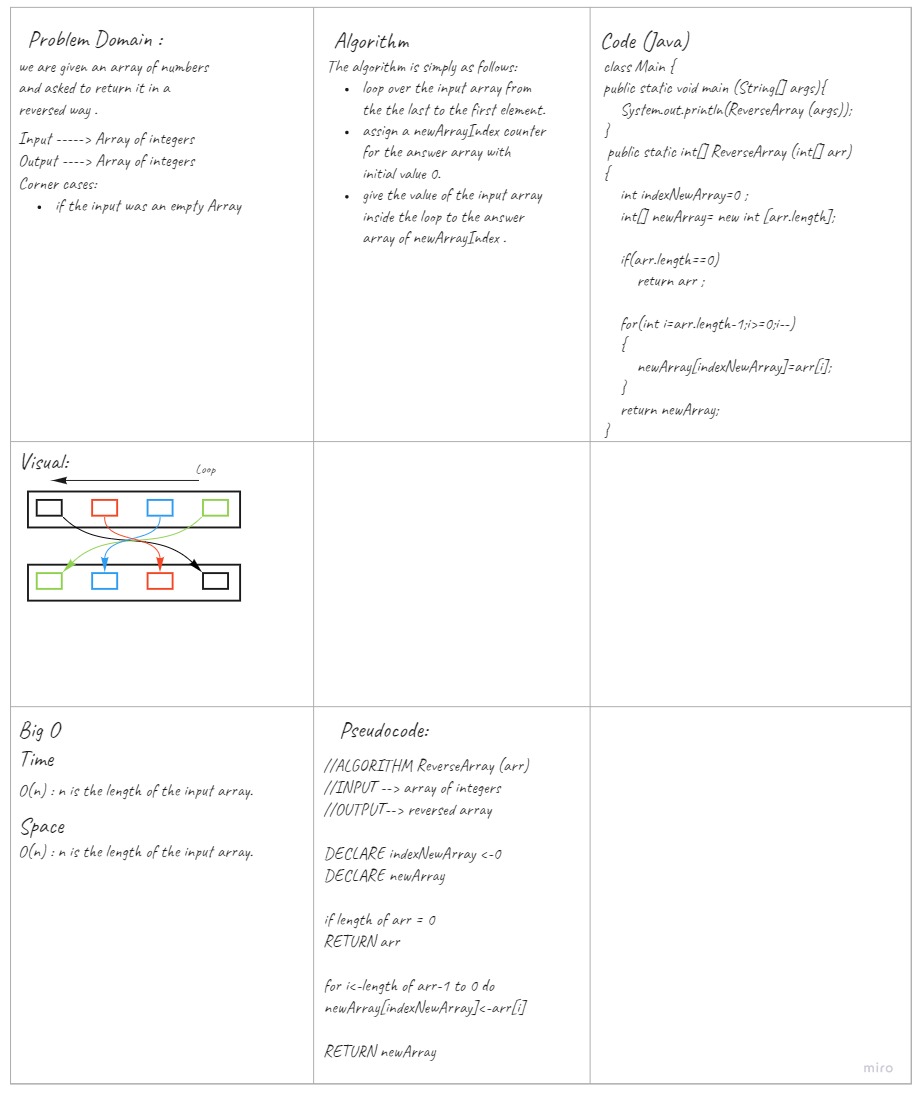 Problem Domain :
we are given an array of numbers
and asked to return it in a
reversed way .
Input -----> Array of integers
Output ----> Array of integers
Corner cases:
• if the input was an empty Array
Algorithm
The algorithm is simply as follows:
• loop over the input array from
the the last to the first element.
• assign a newArrayIndex counter
for the answer array with
initial value 0.
• give the value of the input array
inside the loop to the answer
array of newArrayIndex .
Code (Java)
class Main {
public static void main (String[] args){
System.out.println(ReverseArray (args));
}
public static int[] ReverseArray (int[] arr)
{
int indexNewArray=0 ;
int[] newArray= new int [arr.length];
if(arr.length==0)
return arr ;
for(int i=arr.length-1;i>=0;i--)
{
newArray[indexNewArray]=arr[i];
}
return newArray;
}
Visual:
Loop
Big O
Time
O(n) : n is the length of the input array.
Space
O(n) : n is the length of the input array.
Pseudocode:
//ALGORITHM ReverseArray (arr)
//INPUT --> array of integers
//OUTPUT--> reversed array
DECLARE indexNewArray <-0
DECLARE newArray
if length of arr = 0
RETURN arr
for i<-length of arr-1 to 0 do
newArray[indexNewArray]<-arr[i]
RETURN newArray
miro